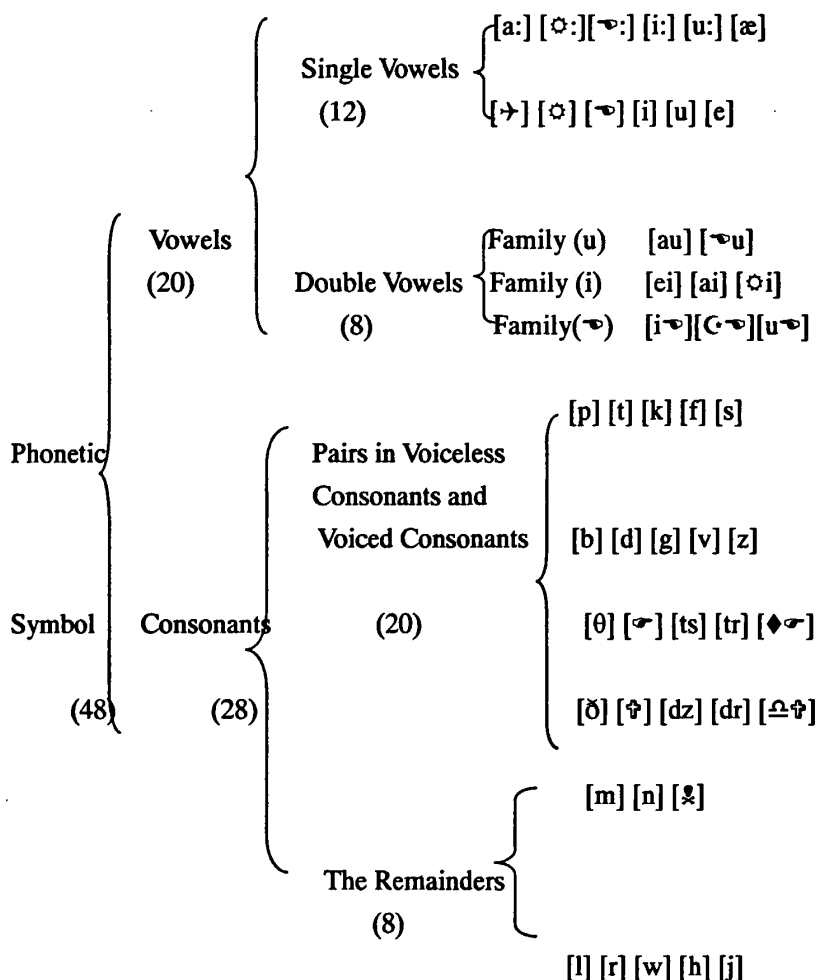 [a:] [☼:][☜:] [i:] [u:] [æ]
Single Vowels
(12)
[✈] [☼] [☜] [i] [u] [e]
Vowels
(20)
Family (u) [au] [☜u]
Double Vowels
(8)
Family (i) [ei] [ai] [☼i]
Family(☜) [i☜][☪☜][u☜]
Phonetic
Symbol
(48)
Consonants
(28)
Pairs in Voiceless
Consonants and
Voiced Consonants
(20)
[p] [t] [k] [f] [s]
[b] [d] [g] [v] [z]
[θ] [☞] [ts] [tr] [♦☞]
[ð] [✞] [dz] [dr] [♎✞]
The Remainders
(8)
[m] [n] [☠]
[l] [r] [w] [h] [j]